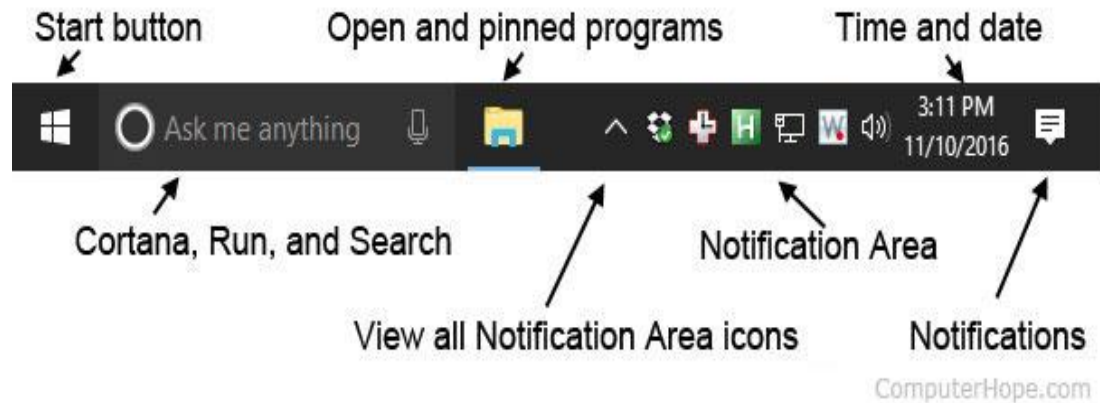 Start button
Open and pinned programs
Time and date
Ask me anything
H
W
3:11 PM
11/10/2016
Cortana, Run, and Search
Notification Area
View all Notification Area icons
Notifications
ComputerHope.com